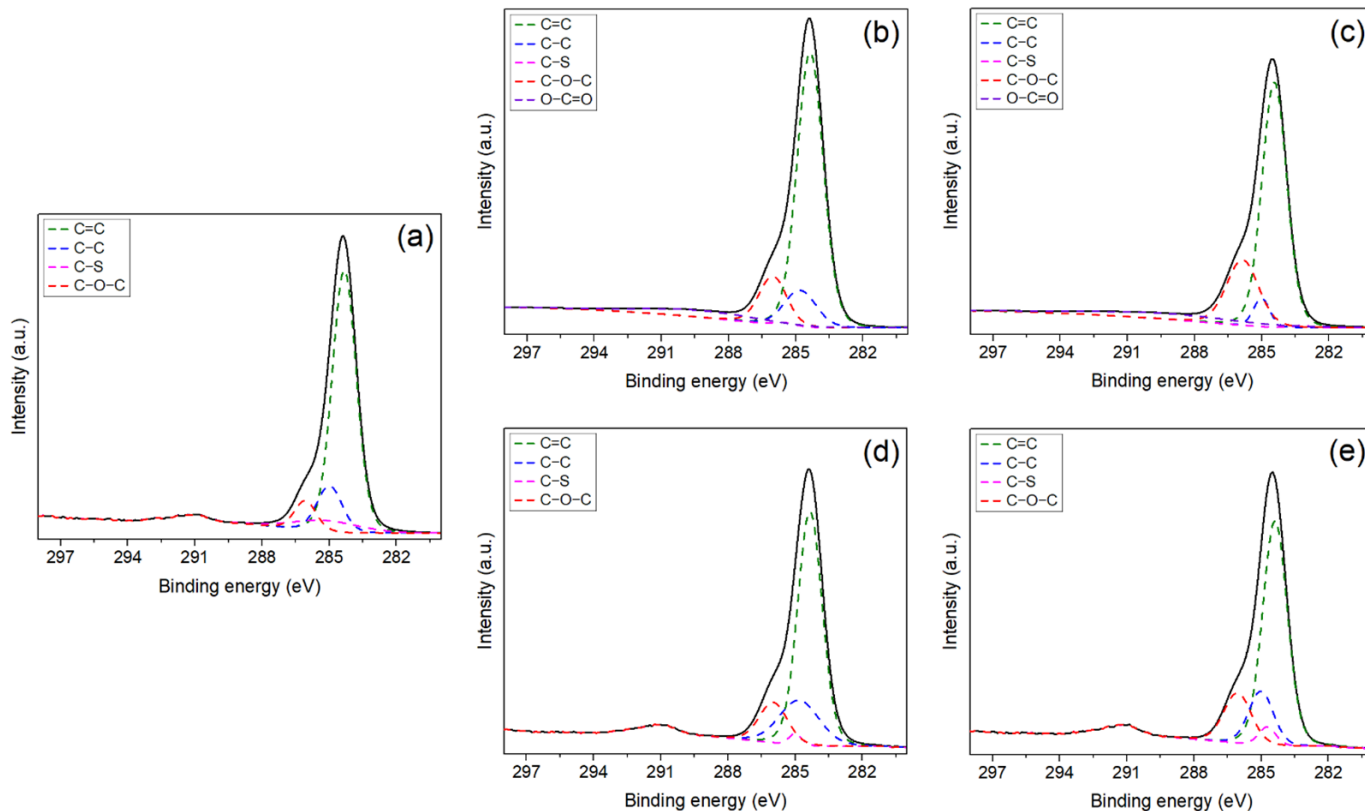 (a)
C=C
C-C
C-S
C-O-C
Intensity (a.u.)
297 294 291 288 285 282
Binding energy (eV)
(b)
C=C
C-C
C-S
C-O-C
O-C=O
Intensity (a.u.)
297 294 291 288 285 282
Binding energy (eV)
(c)
C=C
C-C
C-S
C-O-C
O-C=O
Intensity (a.u.)
297 294 291 288 285 282
Binding energy (eV)
(d)
C=C
C-C
C-S
C-O-C
Intensity (a.u.)
297 294 291 288 285 282
Binding energy (eV)
(e)
C=C
C-C
C-S
C-O-C
Intensity (a.u.)
297 294 291 288 285 282
Binding energy (eV)